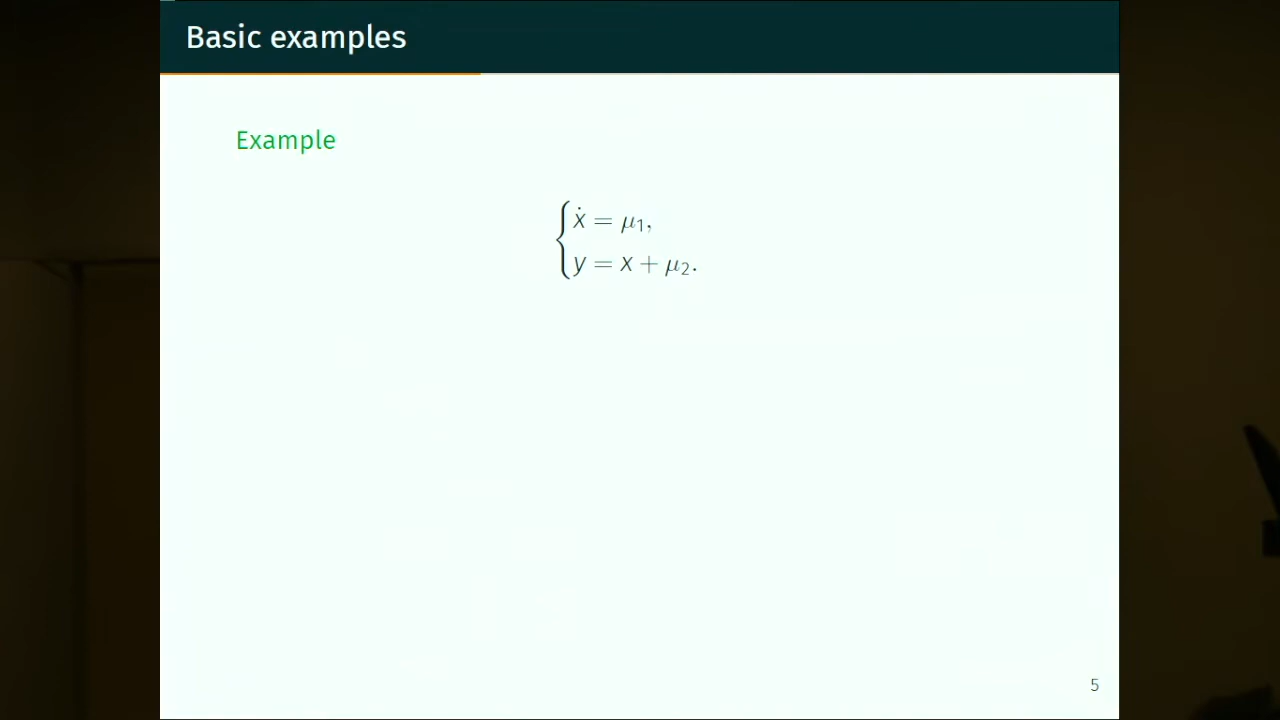 Basic examples
Example
ẋ = μ₁,
y = x + μ₂.
5